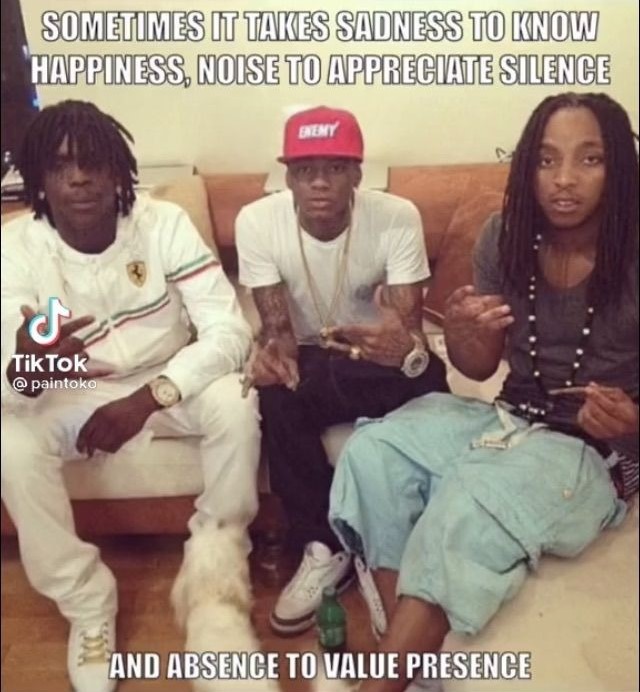 SOMETIMES IT TAKES SADNESS TO KNOW
HAPPINESS, NOISE TO APPRECIATE SILENCE
ENEMY
TikTok
@paintoko
AND ABSENCE TO VALUE PRESENCE